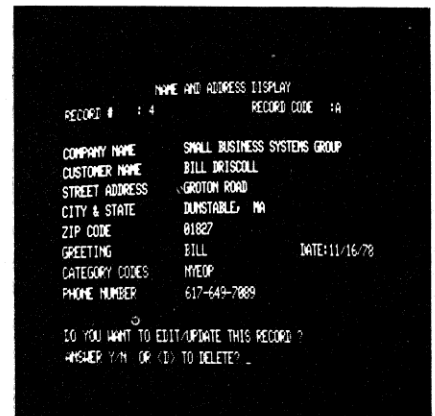 NAME AND ADDRESS DISPLAY
RECORD # : 4 RECORD CODE :A
COMPANY NAME SMALL BUSINESS SYSTEMS GROUP
CUSTOMER NAME BILL DRISCOLL
STREET ADDRESS GROTON ROAD
CITY & STATE DUNSTABLE, MA
ZIP CODE 01827
GREETING BILL DATE:11/16/78
CATEGORY CODES NYEOP
PHONE NUMBER 617-649-7089
DO YOU WANT TO EDIT/UPDATE THIS RECORD ?
ANSWER Y/N OR <D> TO DELETE? _